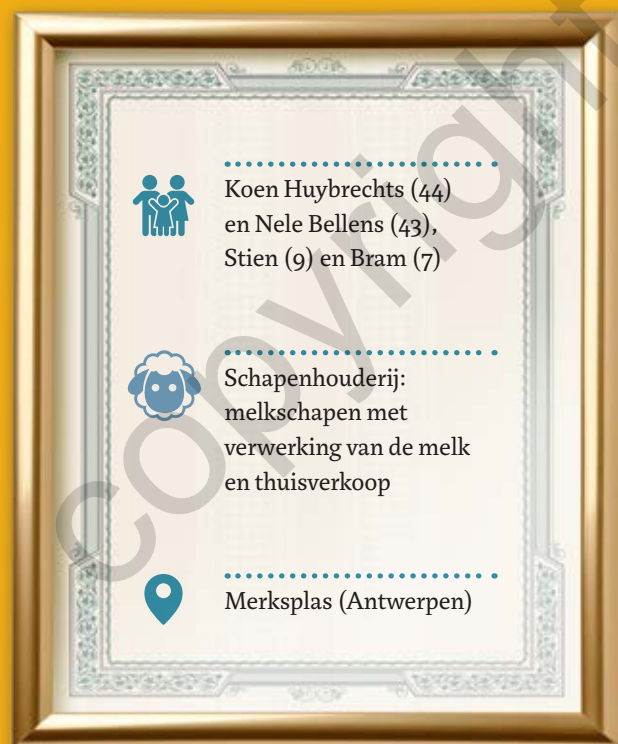 Koen Huybrechts (44)
en Nele Bellens (43),
Stien (9) en Bram (7)
Schapenhouderij:
melkschapen met
verwerking van de melk
en thuisverkoop
Merksplas (Antwerpen)
copyright